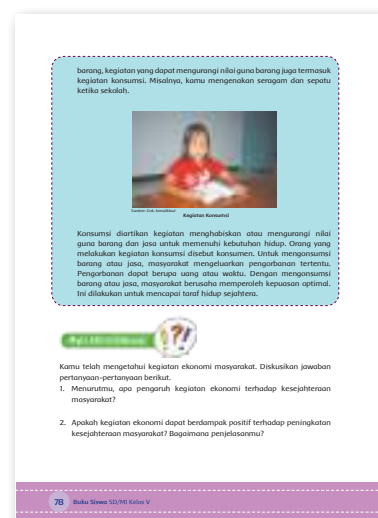 barang, kegiatan yang dapat mengurangi nilai guna barang juga termasuk
kegiatan konsumsi. Misalnya, kamu mengenakan seragam dan sepatu
ketika sekolah.
Sumber: Dok. Kemdikbud
Kegiatan Konsumsi
Konsumsi diartikan kegiatan menghabiskan atau mengurangi nilai
guna barang dan jasa untuk memenuhi kebutuhan hidup. Orang yang
melakukan kegiatan konsumsi disebut konsumen. Untuk mengonsumsi
barang atau jasa, masyarakat mengeluarkan pengorbanan tertentu.
Pengorbanan dapat berupa uang atau waktu. Dengan mengonsumsi
barang atau jasa, masyarakat berusaha memperoleh kepuasan optimal.
Ini dilakukan untuk mencapai taraf hidup sejahtera.
?!
Kamu telah mengetahui kegiatan ekonomi masyarakat. Diskusikan jawaban
pertanyaan-pertanyaan berikut.
1. Menurutmu, apa pengaruh kegiatan ekonomi terhadap kesejahteraan
masyarakat?
2. Apakah kegiatan ekonomi dapat berdampak positif terhadap peningkatan
kesejahteraan masyarakat? Bagaimana penjelasanmu?
78 Buku Siswa SD/MI Kelas V